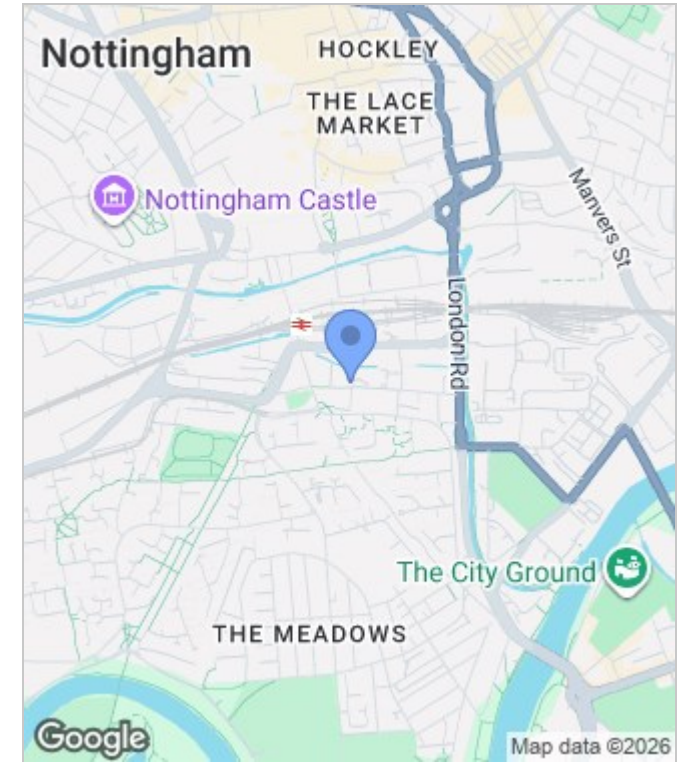 Nottingham
HOCKLEY
THE LACE
MARKET
Manvers St
Nottingham Castle
London Rd
The City Ground
THE MEADOWS
Google
Map data ©2026